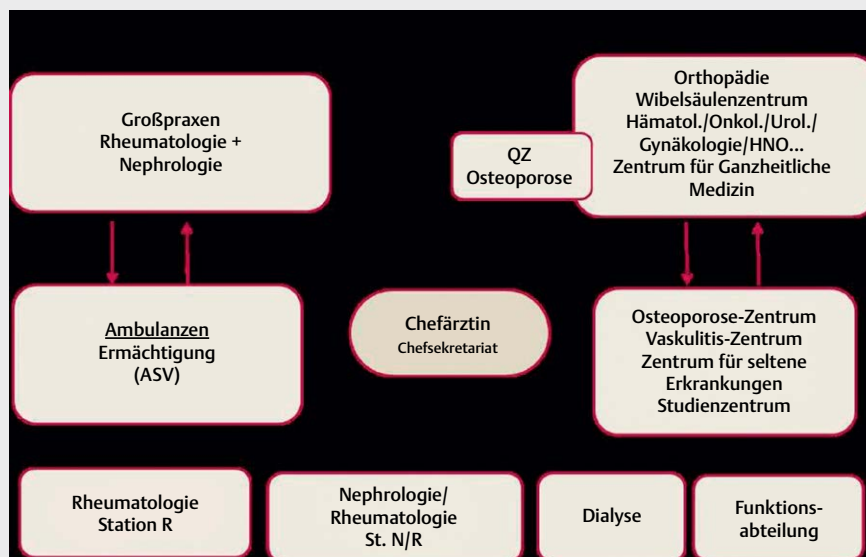 Großpraxen
Rheumatologie +
Nephrologie
QZ
Osteoporose
Orthopädie
Wibelsäulenzentrum
Hämatol./Onkol./Urol./
Gynäkologie/HNO...
Zentrum für Ganzheitliche
Medizin
Ambulanzen
Ermächtigung
(ASV)
Chefärztin
Chefsekretariat
Osteoporose-Zentrum
Vaskulitis-Zentrum
Zentrum für seltene
Erkrankungen
Studienzentrum
Rheumatologie
Station R
Nephrologie/
Rheumatologie
St. N/R
Dialyse
Funktions-
abteilung